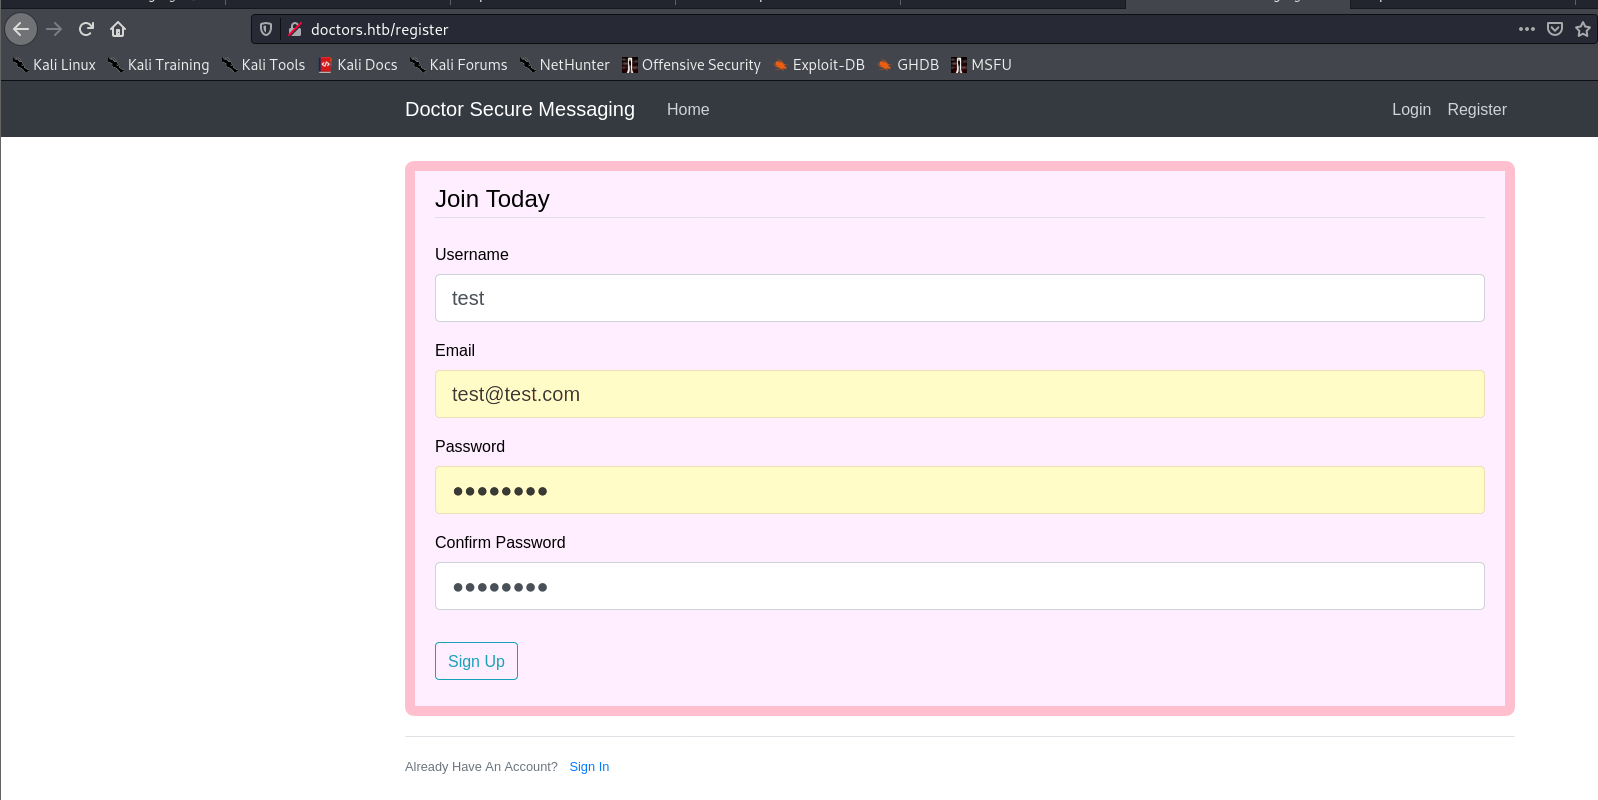 doctors.htb/register
Kali Linux Kali Training Kali Tools Kali Docs Kali Forums NetHunter Offensive Security Exploit-DB GHDB MSFU
Doctor Secure Messaging Home Login Register
Join Today
Username
test
Email
test@test.com
Password
Confirm Password
Sign Up
Already Have An Account? Sign In